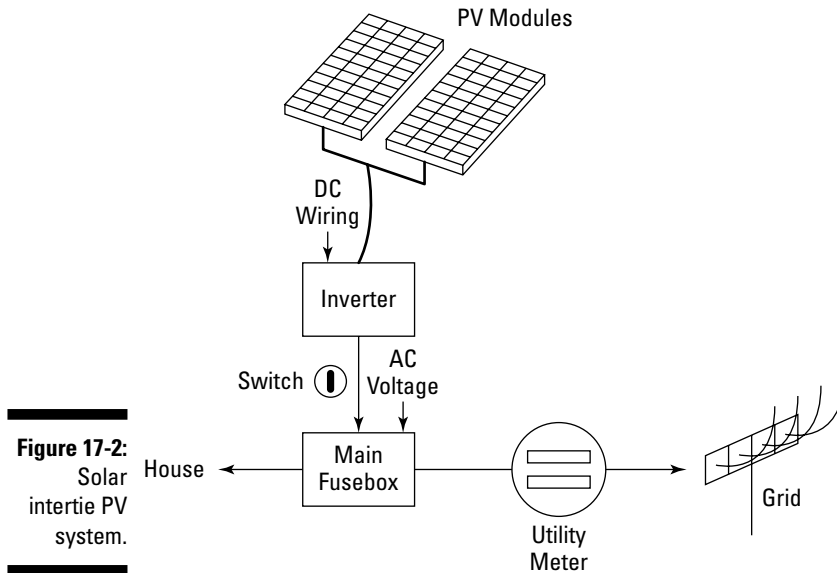 PV Modules
DC
Wiring
Inverter
Switch
AC
Voltage
Main
Fusebox
House
Utility
Meter
Grid
Figure 17-2:
Solar
intertie PV
system.